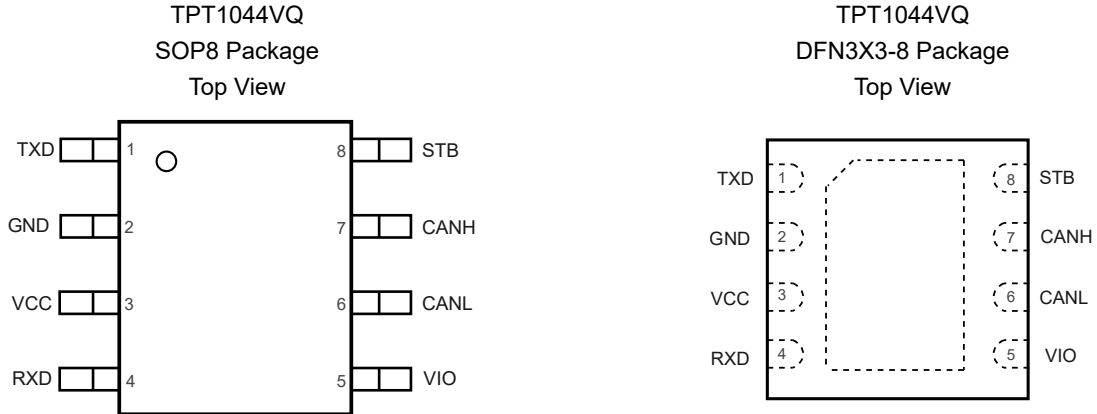 TPT1044VQ
SOP8 Package
Top View
TXD 1 8 STB
GND 2 7 CANH
VCC 3 6 CANL
RXD 4 5 VIO
TPT1044VQ
DFN3X3-8 Package
Top View
TXD 1 8 STB
GND 2 7 CANH
VCC 3 6 CANL
RXD 4 5 VIO